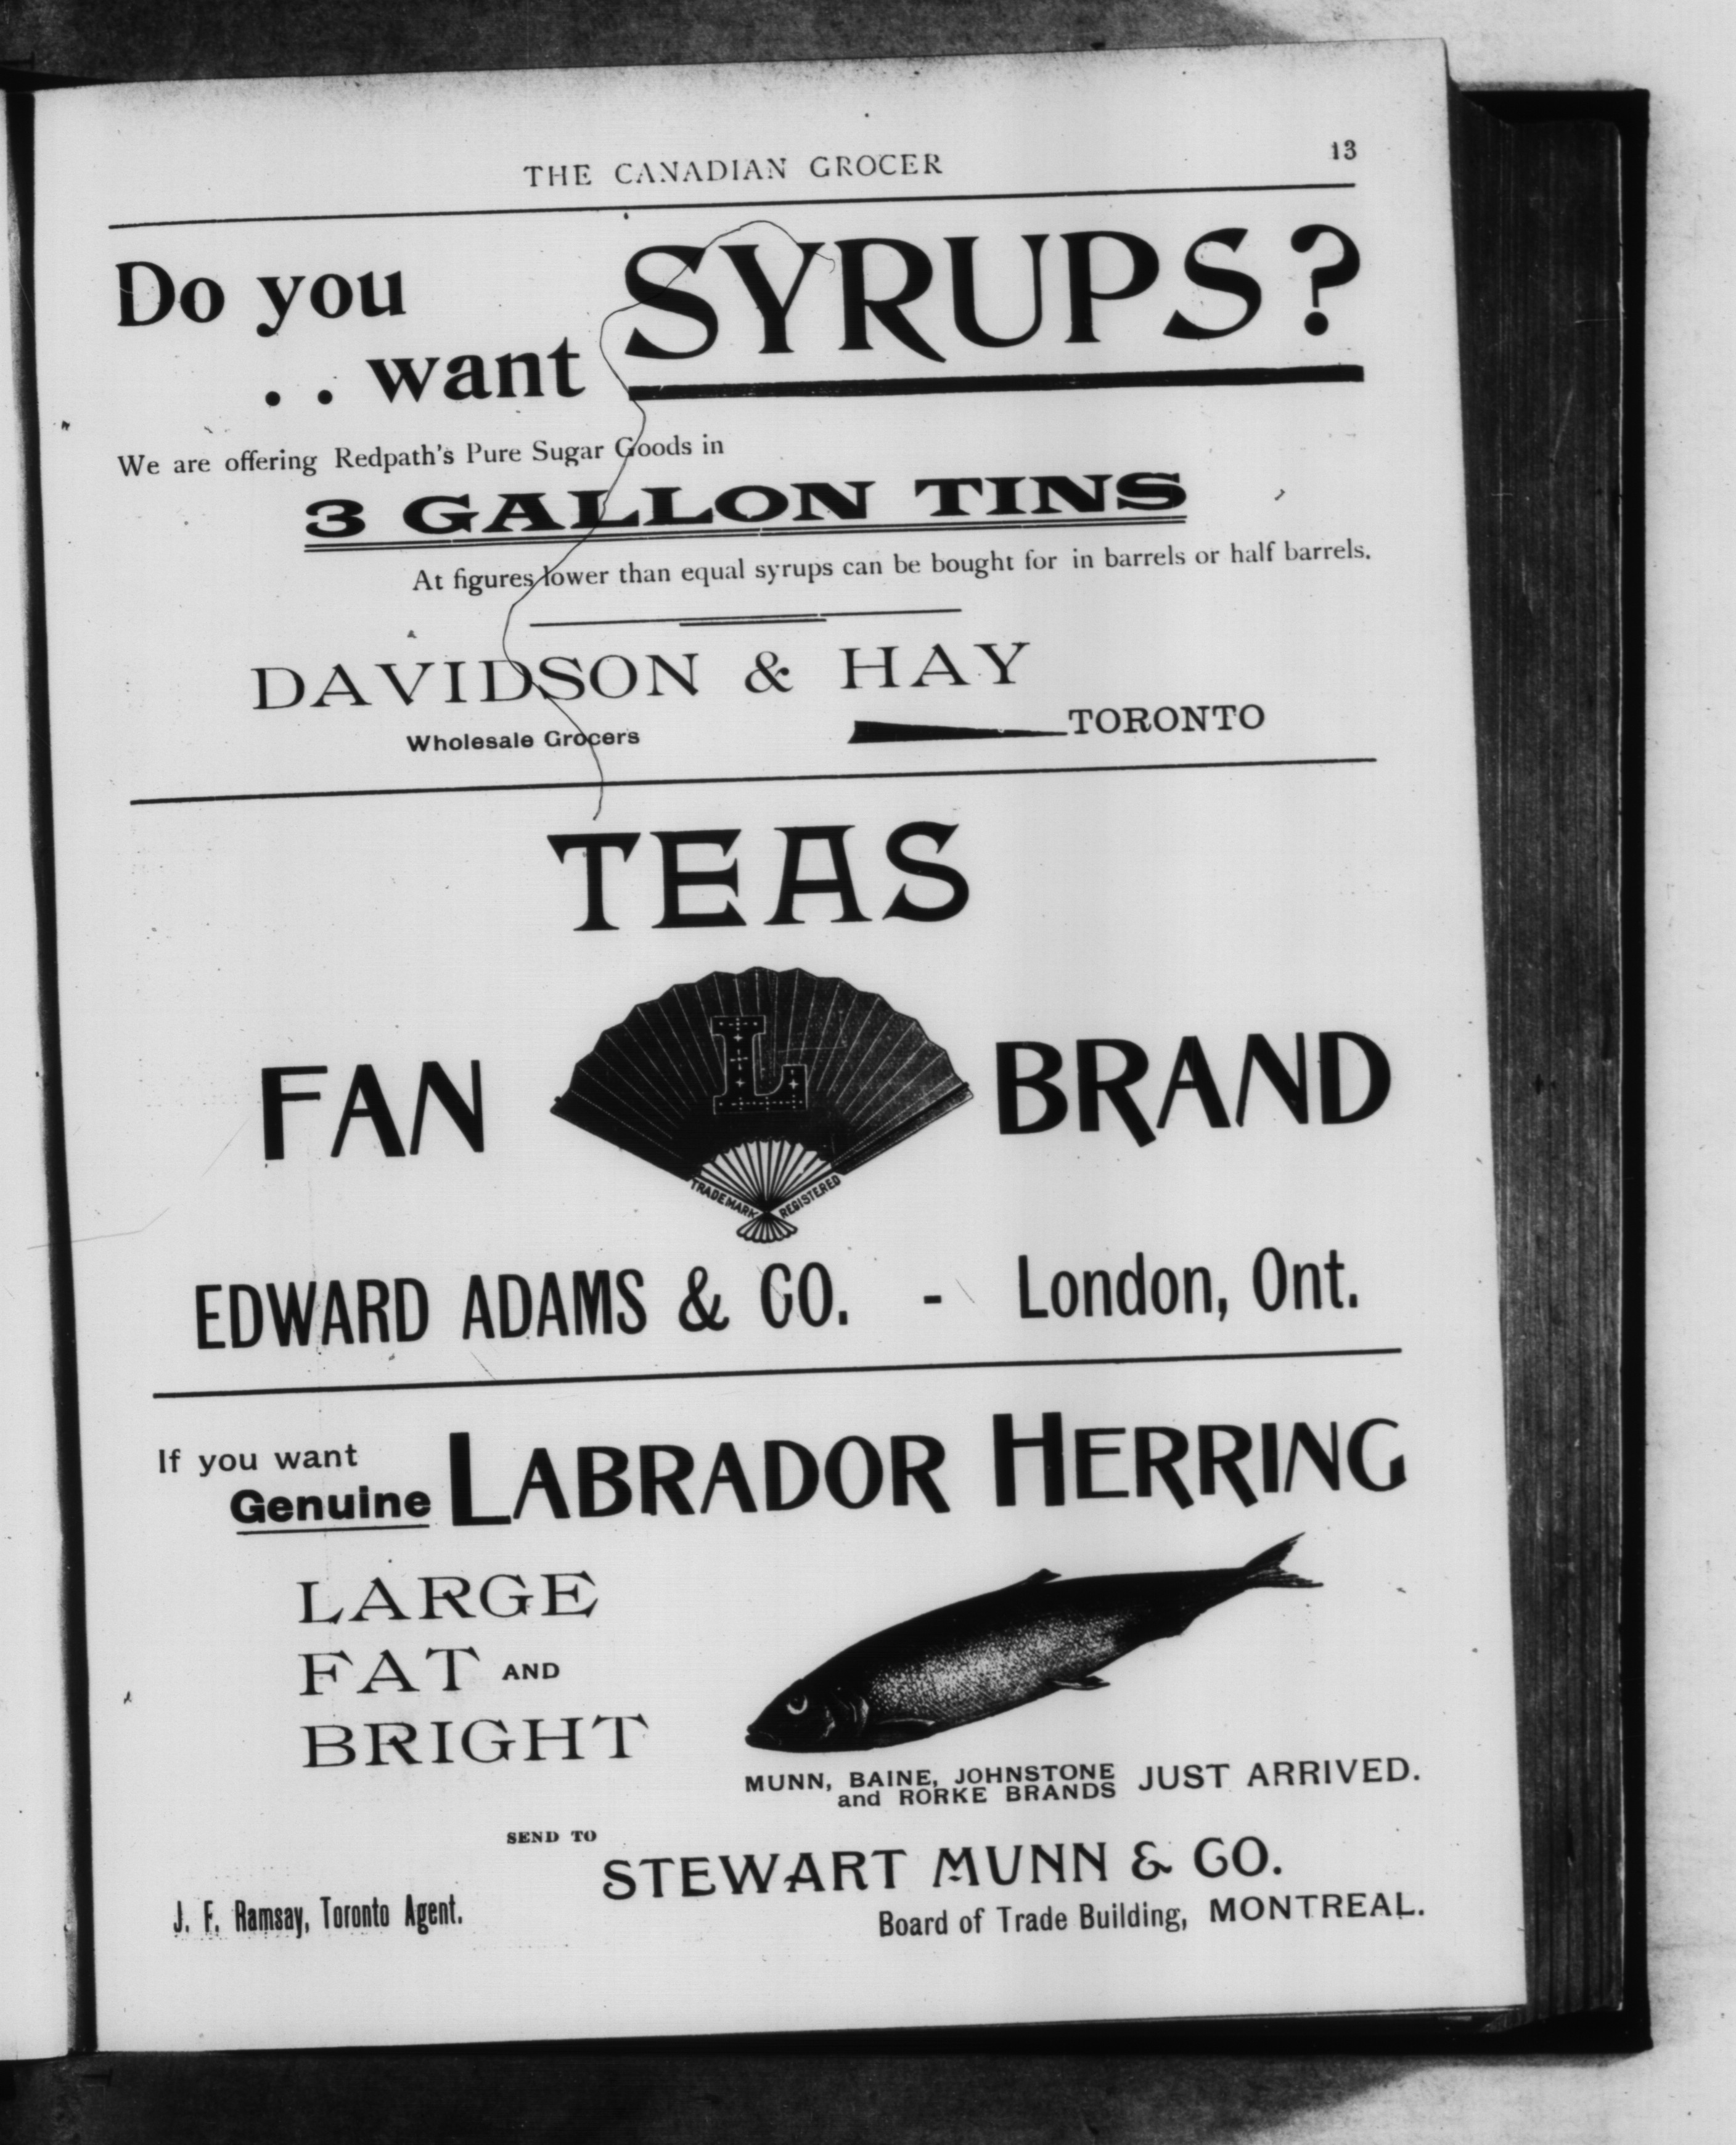 THE CANADIAN GROCER 13
Do you
. . want SYRUPS?
We are offering Redpath's Pure Sugar Goods in
3 GALLON TINS
At figures lower than equal syrups can be bought for in barrels or half barrels.
DAVIDSON & HAY
Wholesale Grocers TORONTO
TEAS
FAN L BRAND
TRADE MARK REGISTERED
EDWARD ADAMS & CO. - London, Ont.
If you want
Genuine LABRADOR HERRING
LARGE
FAT AND
BRIGHT
MUNN, BAINE, JOHNSTONE
and RORKE BRANDS JUST ARRIVED.
SEND TO
STEWART MUNN & CO.
J. F. Ramsay, Toronto Agent.
Board of Trade Building, MONTREAL.